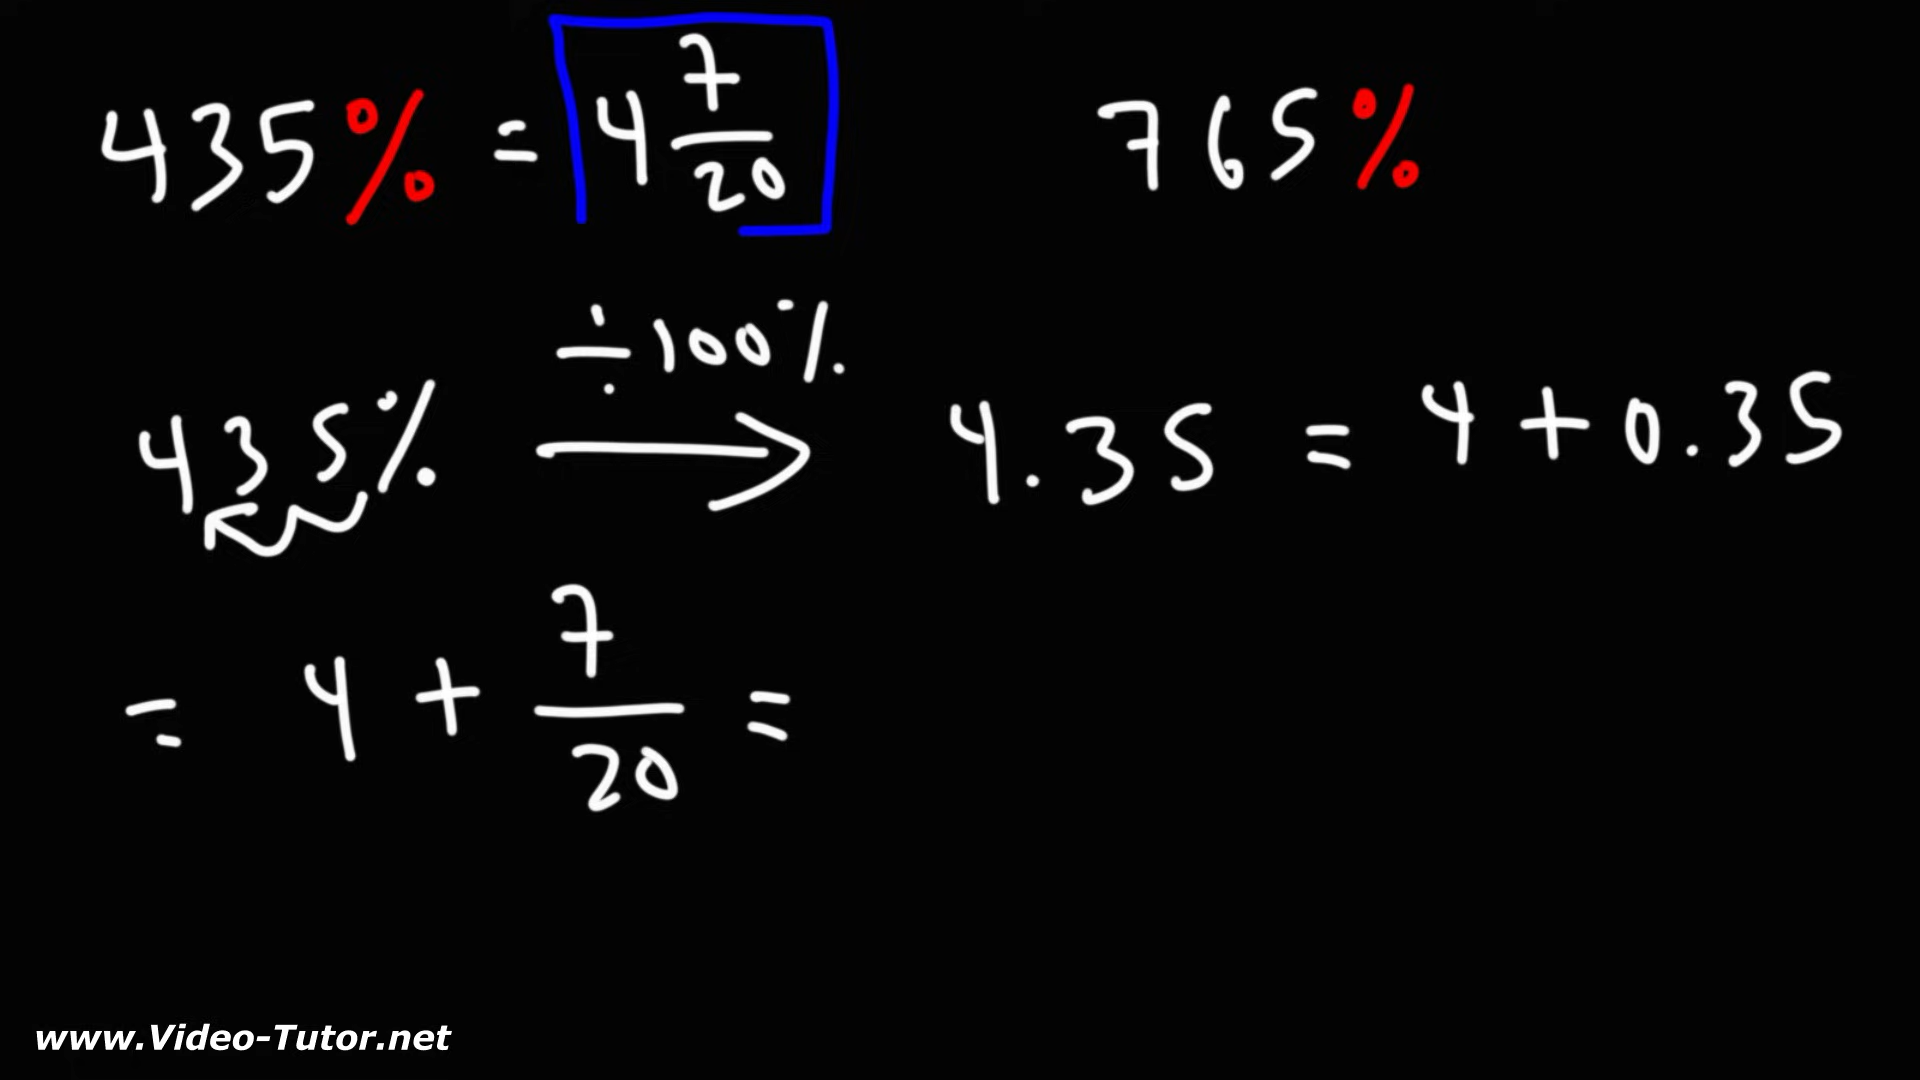 435% = 4 7/20
765%
435% ÷100% → 4.35 = 4 + 0.35
= 4 + 7/20 =
www.Video-Tutor.net